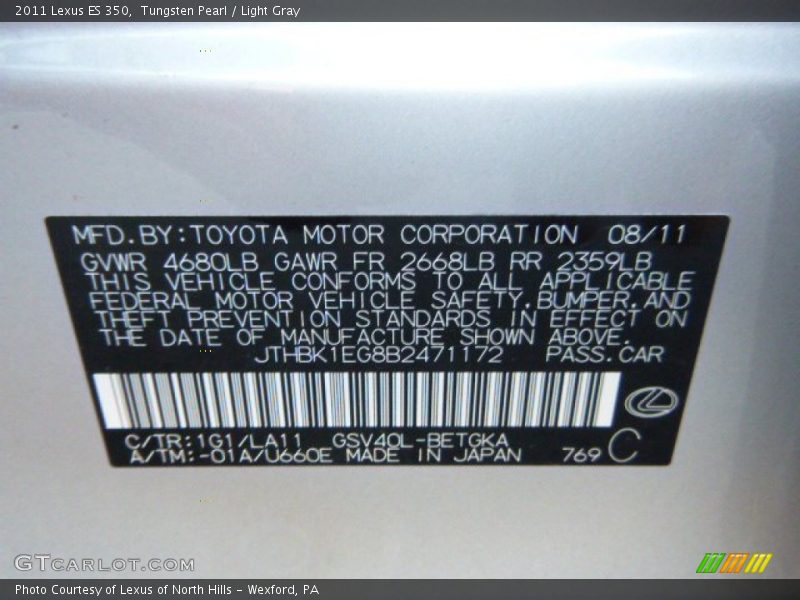 2011 Lexus ES 350, Tungsten Pearl / Light Gray
MFD.BY:TOYOTA MOTOR CORPORATION 08/11
GVWR 4680LB GAWR FR 2668LB RR 2359LB
THIS VEHICLE CONFORMS TO ALL APPLICABLE
FEDERAL MOTOR VEHICLE SAFETY,BUMPER,AND
THEFT PREVENTION STANDARDS IN EFFECT ON
THE DATE OF MANUFACTURE SHOWN ABOVE.
JTHBK1EG8B2471172 PASS.CAR
C/TR:1G1/LA11 GSV40L-BETGKA
A/TM:-01A/U660E MADE IN JAPAN 769 C
GTCARLOT.COM
Photo Courtesy of Lexus of North Hills - Wexford, PA